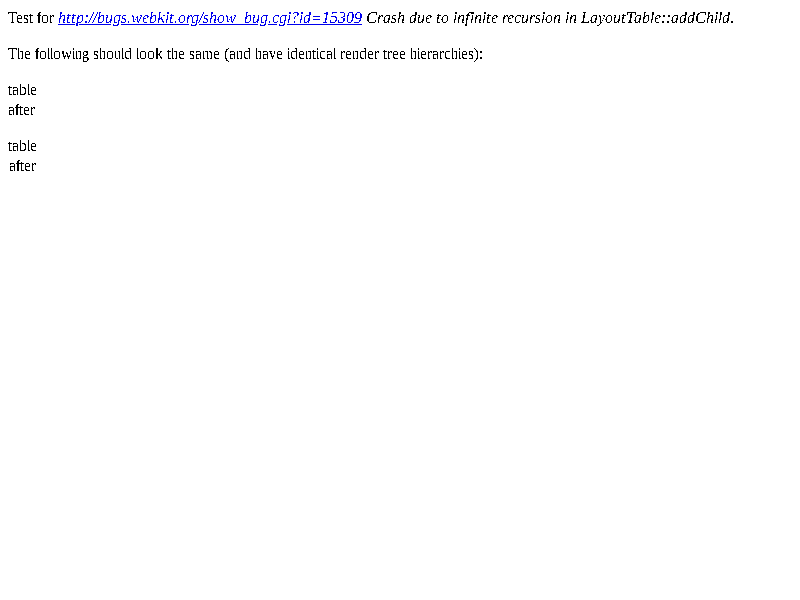 Test for http://bugs.webkit.org/show_bug.cgi?id=15309 Crash due to infinite recursion in LayoutTable::addChild.
The following should look the same (and have identical render tree hierarchies):
table
after
table
after